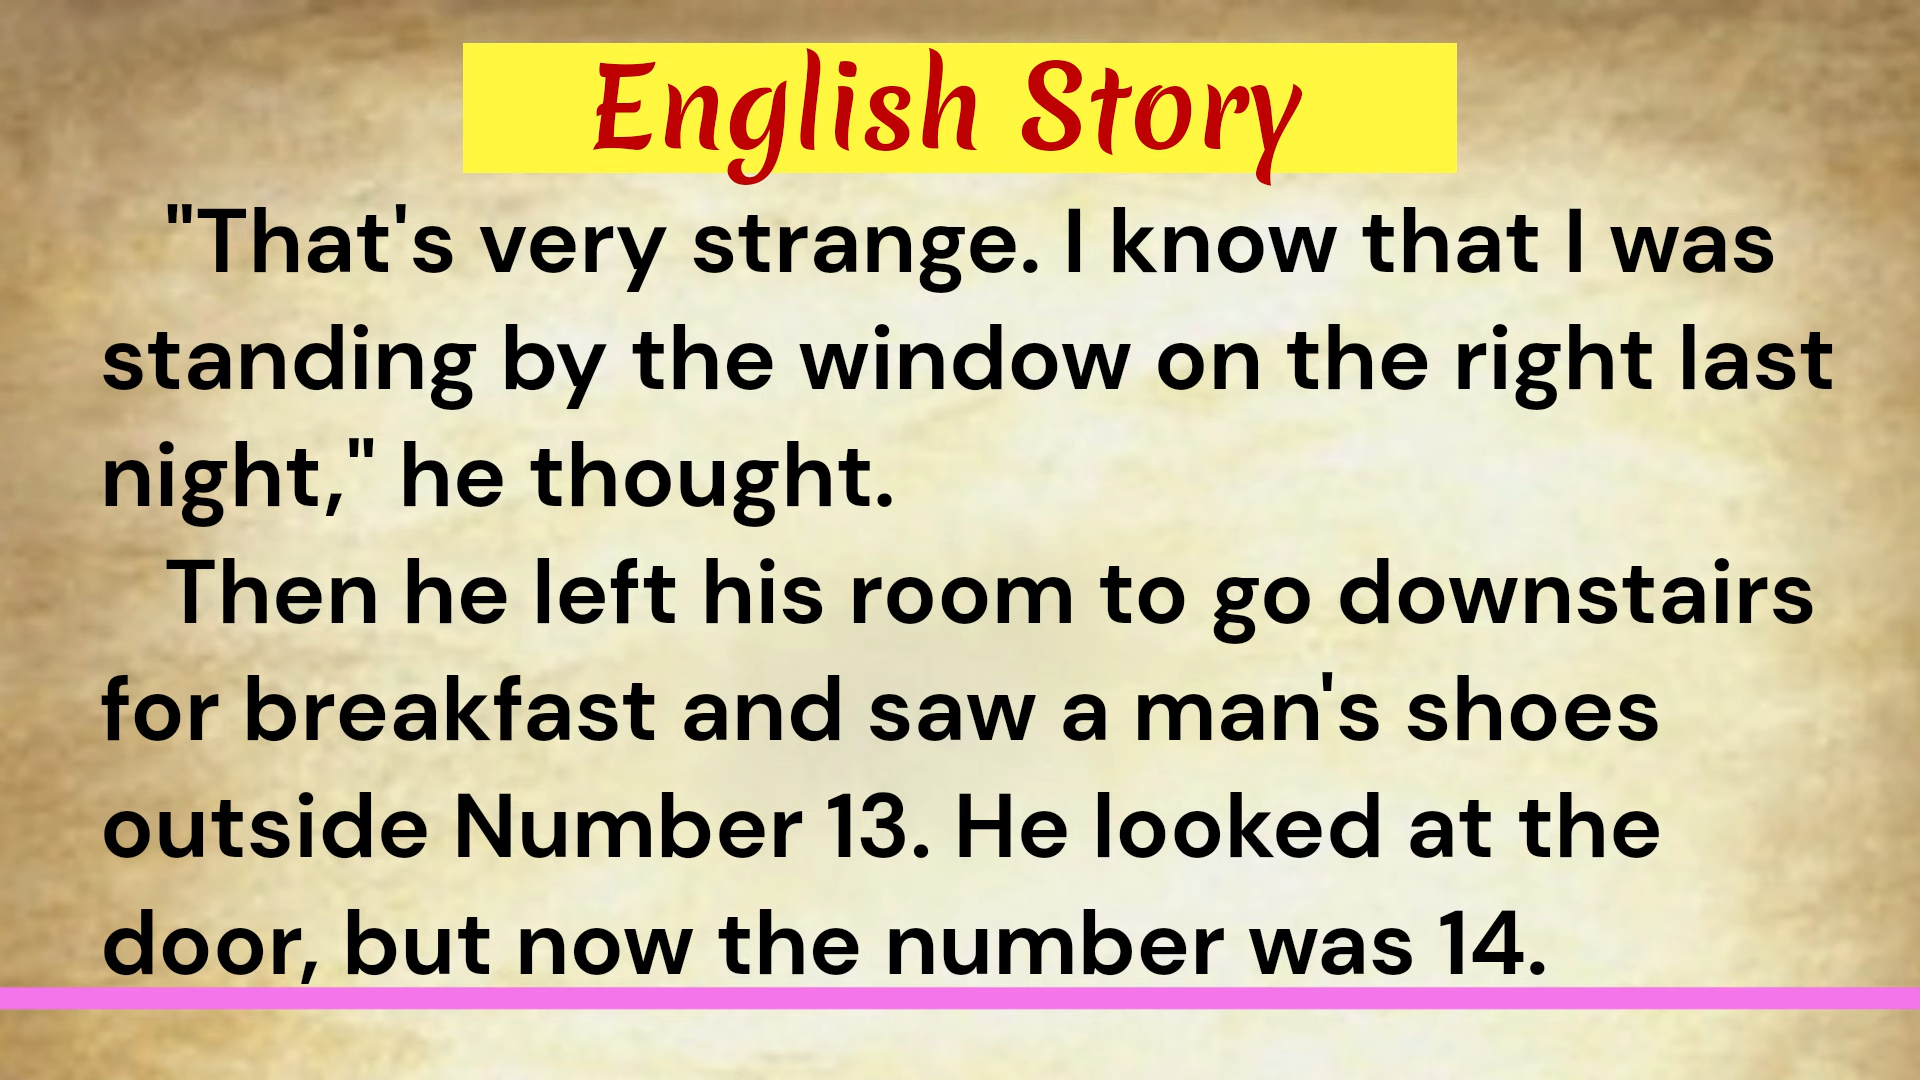 English Story
"That's very strange. I know that I was
standing by the window on the right last
night," he thought.
Then he left his room to go downstairs
for breakfast and saw a man's shoes
outside Number 13. He looked at the
door, but now the number was 14.